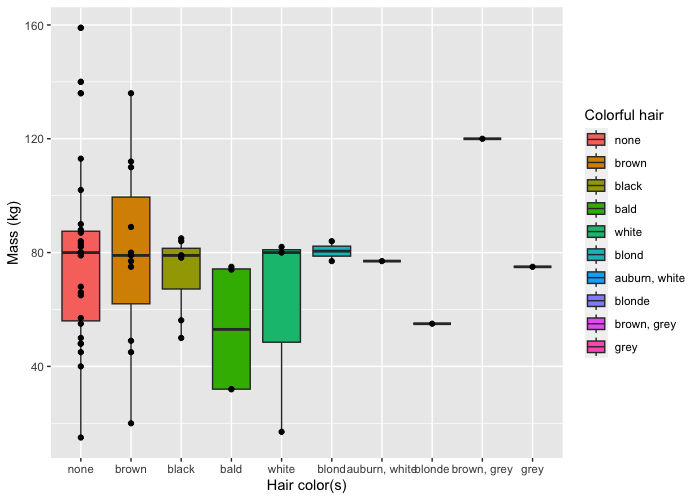 160
120
80
40
Mass (kg)
none brown black bald white blond auburn, white blonde brown, grey grey
Hair color(s)
Colorful hair
none
brown
black
bald
white
blond
auburn, white
blonde
brown, grey
grey